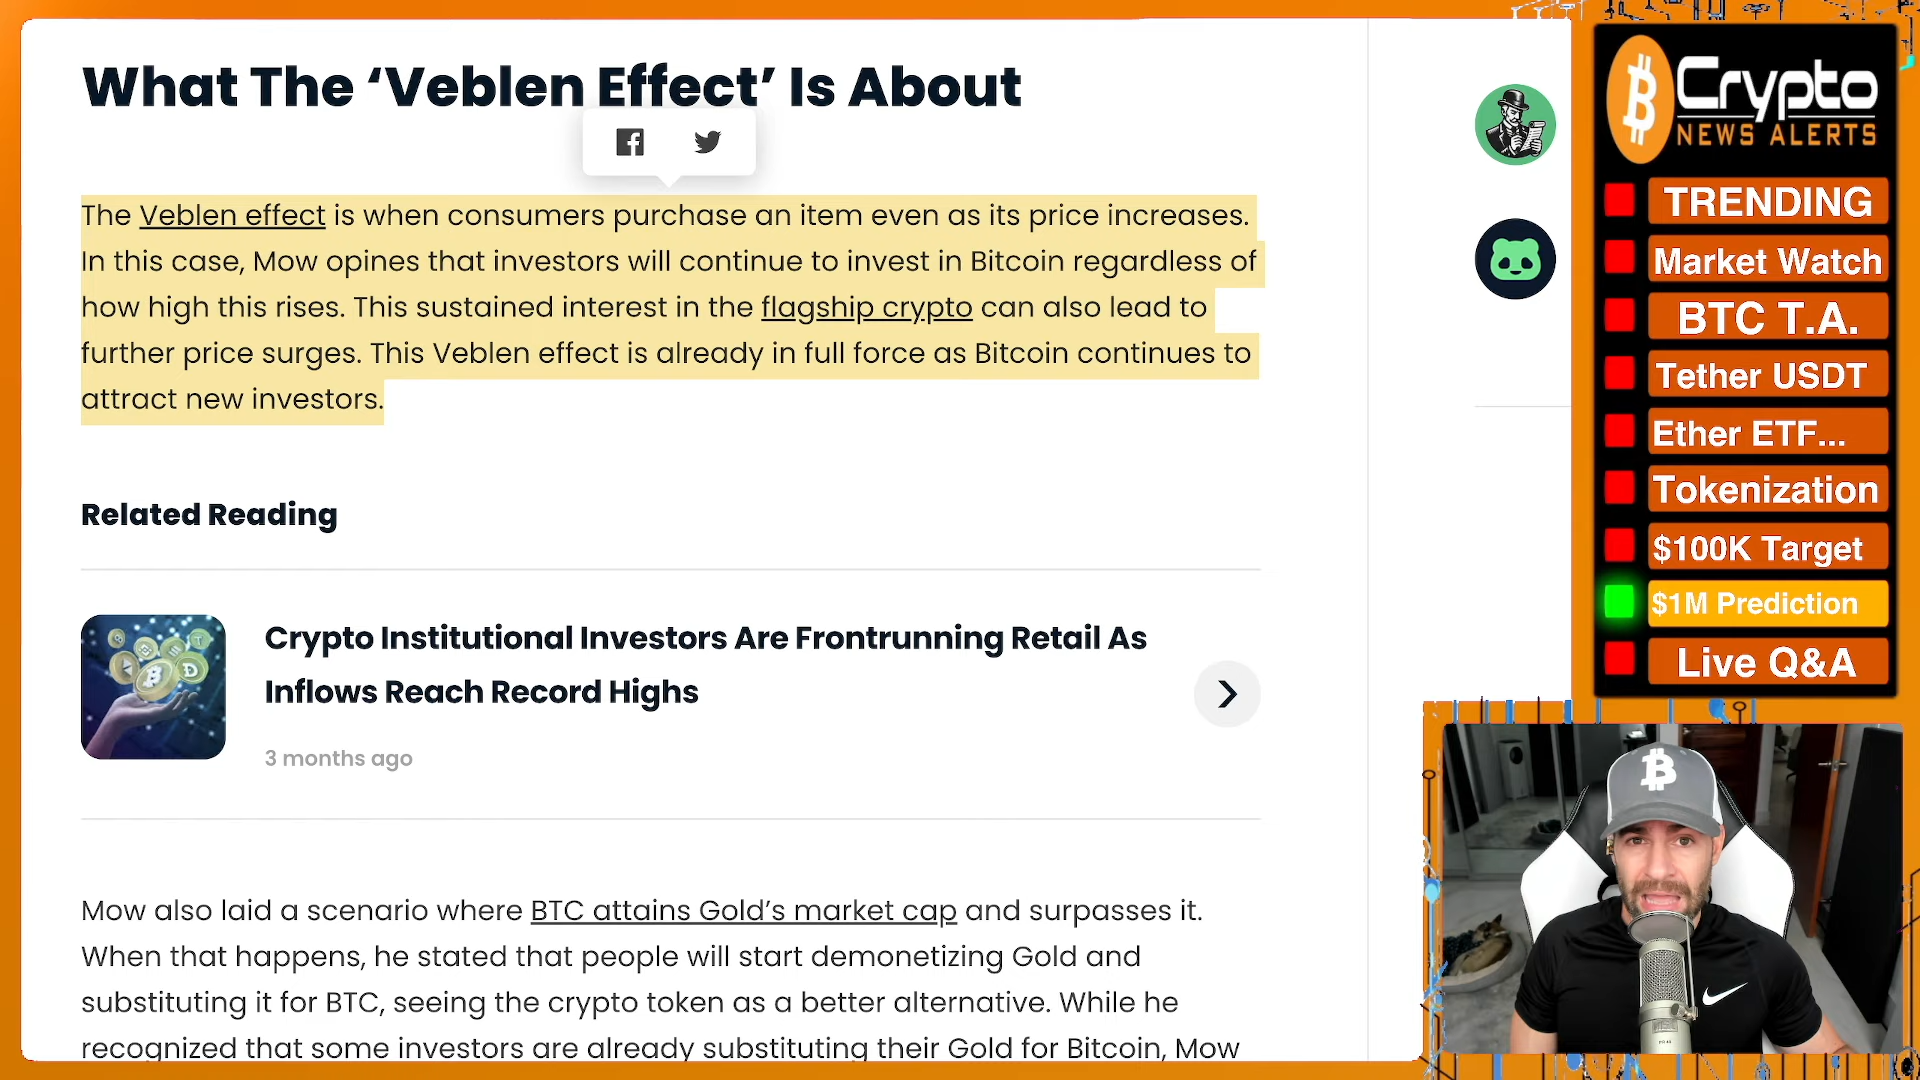 What The ‘Veblen Effect’ Is About
The Veblen effect is when consumers purchase an item even as its price increases.
In this case, Mow opines that investors will continue to invest in Bitcoin regardless of
how high this rises. This sustained interest in the flagship crypto can also lead to
further price surges. This Veblen effect is already in full force as Bitcoin continues to
attract new investors.
Related Reading
Crypto Institutional Investors Are Frontrunning Retail As
Inflows Reach Record Highs
3 months ago
Mow also laid a scenario where BTC attains Gold’s market cap and surpasses it.
When that happens, he stated that people will start demonetizing Gold and
substituting it for BTC, seeing the crypto token as a better alternative. While he
recognized that some investors are already substituting their Gold for Bitcoin, Mow
Crypto
NEWS ALERTS
TRENDING
Market Watch
BTC T.A.
Tether USDT
Ether ETF...
Tokenization
$100K Target
$1M Prediction
Live Q&A